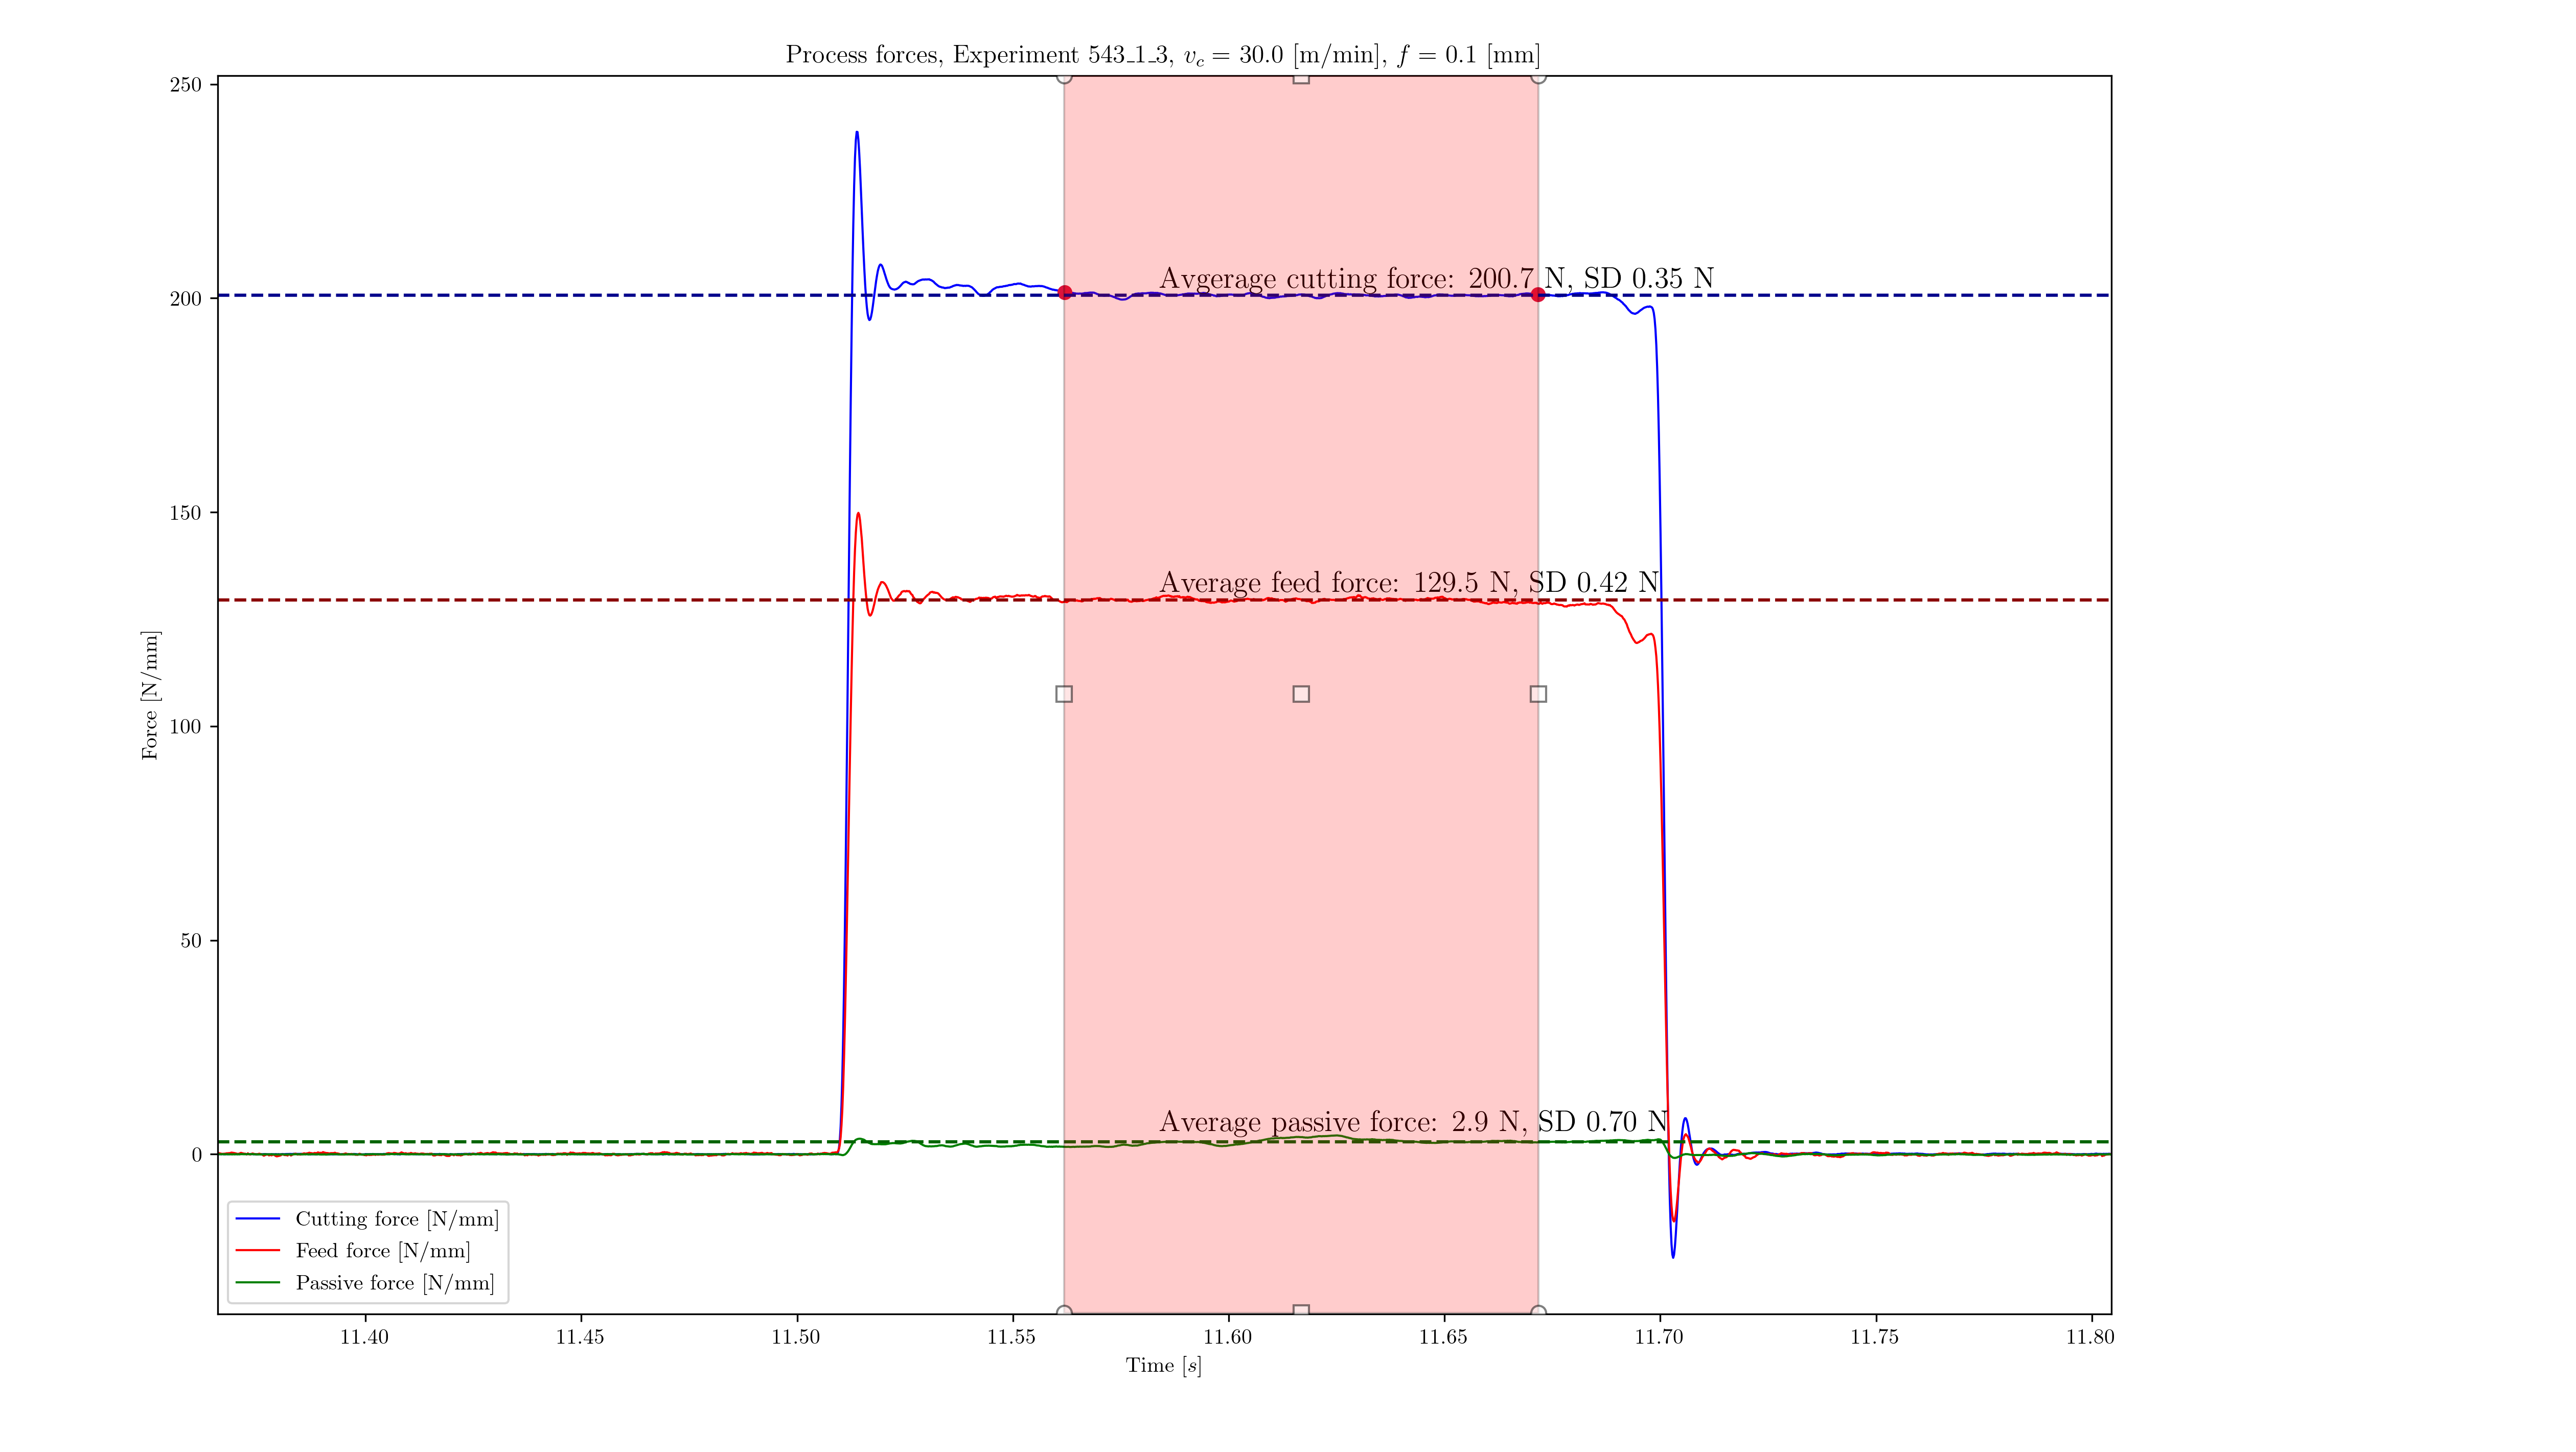 Process forces, Experiment 543_1_3, v_c = 30.0 [m/min], f = 0.1 [mm]
250
200
150
100
50
0
Force [N/mm]
Avgerage cutting force: 200.7 N, SD 0.35 N
Average feed force: 129.5 N, SD 0.42 N
Average passive force: 2.9 N, SD 0.70 N
Cutting force [N/mm]
Feed force [N/mm]
Passive force [N/mm]
11.40 11.45 11.50 11.55 11.60 11.65 11.70 11.75 11.80
Time [s]